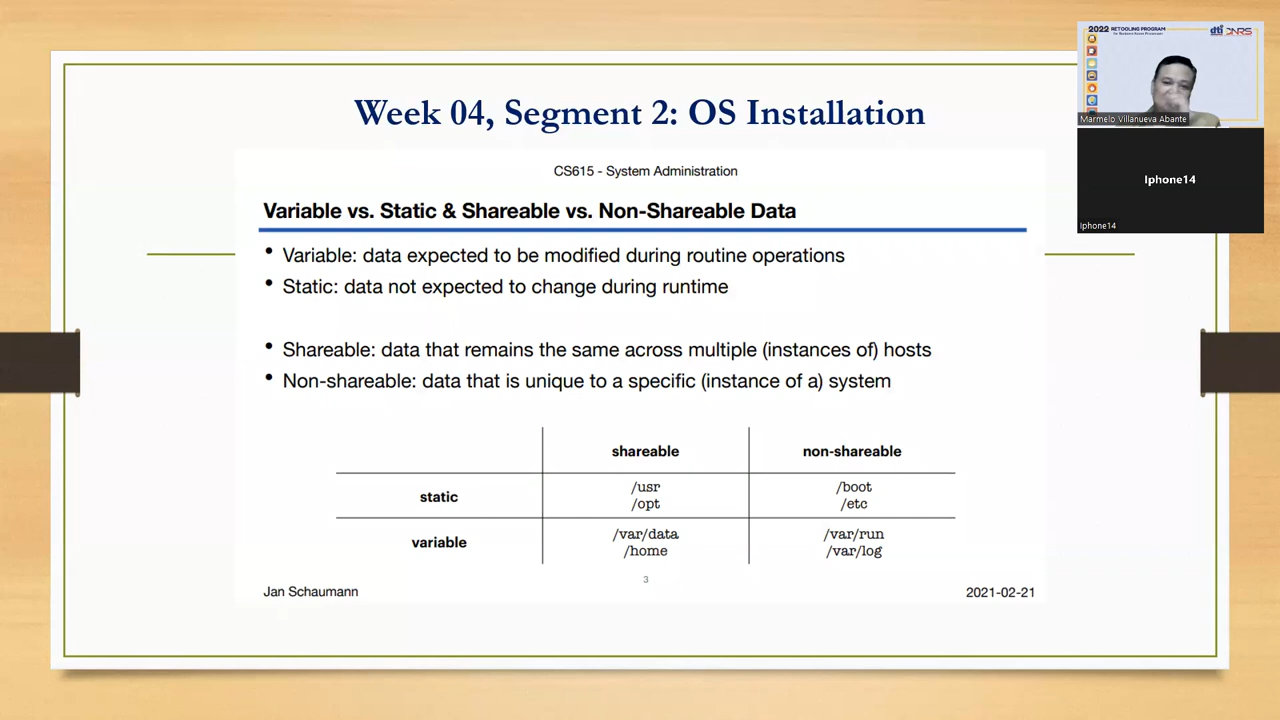 Week 04, Segment 2: OS Installation
CS615 - System Administration
Variable vs. Static & Shareable vs. Non-Shareable Data
• Variable: data expected to be modified during routine operations
• Static: data not expected to change during runtime
• Shareable: data that remains the same across multiple (instances of) hosts
• Non-shareable: data that is unique to a specific (instance of a) system
shareable non-shareable
static /usr /opt /boot /etc
variable /var/data /home /var/run /var/log
3
Jan Schaumann 2021-02-21
2022 RETOOLING PROGRAM
dti
Marmelo Villanueva Abante
Iphone14
Iphone14